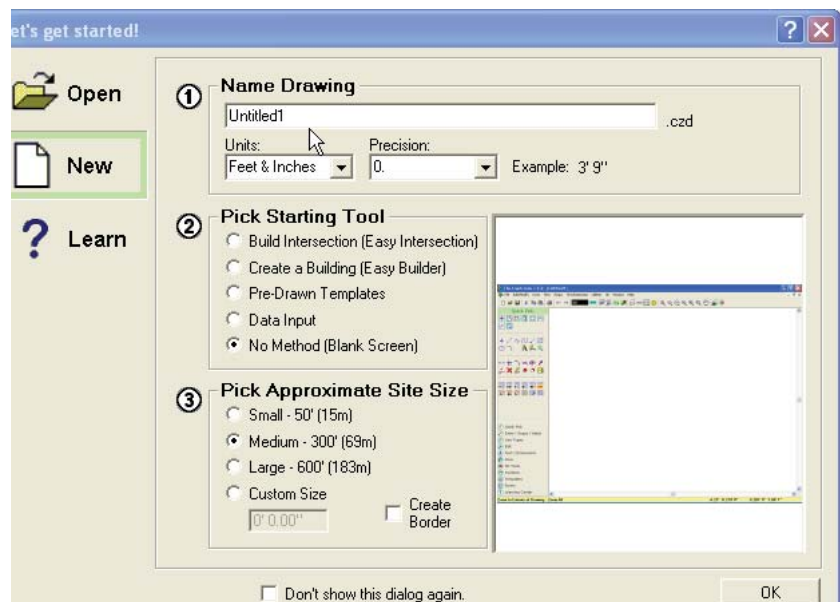 et's get started!
Open
New
Learn
1 Name Drawing
Untitled1
.czd
Units:
Precision:
Feet & Inches
0.
Example: 3' 9"
2 Pick Starting Tool
Build Intersection (Easy Intersection)
Create a Building (Easy Builder)
Pre-Drawn Templates
Data Input
No Method (Blank Screen)
3 Pick Approximate Site Size
Small - 50' (15m)
Medium - 300' (69m)
Large - 600' (183m)
Custom Size
0' 0.00"
Create
Border
Don't show this dialog again.
OK